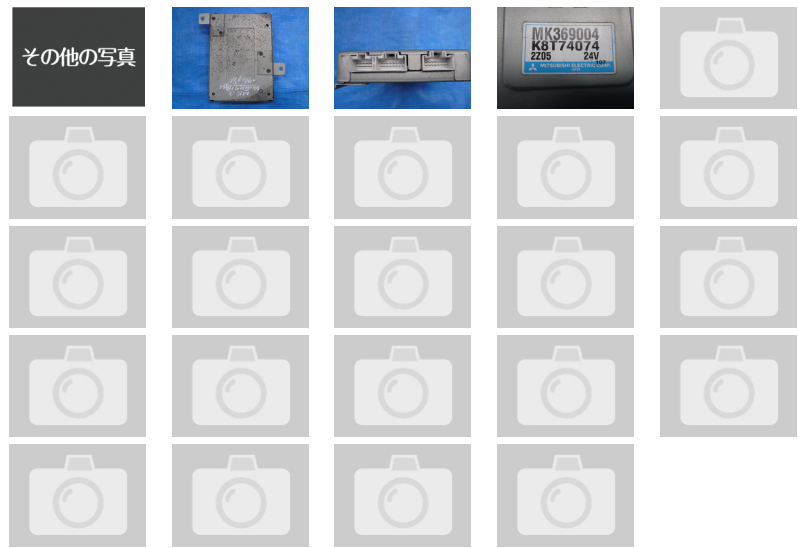 その他の写真
MK369004
K8T74074
2Z05 24V
MITSUBISHI ELECTRIC CORP.